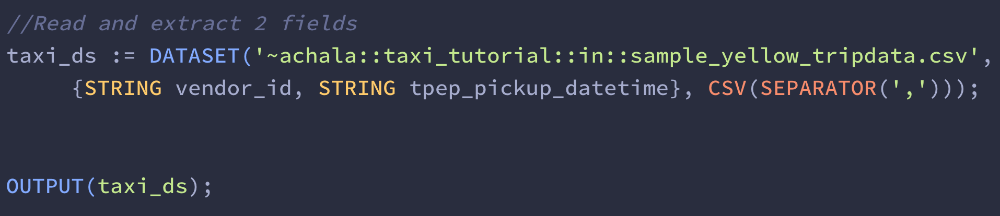 //Read and extract 2 fields
taxi_ds := DATASET('~achala::taxi_tutorial::in::sample_yellow_tripdata.csv',
{STRING vendor_id, STRING tpep_pickup_datetime}, CSV(SEPARATOR(',')));
OUTPUT(taxi_ds);